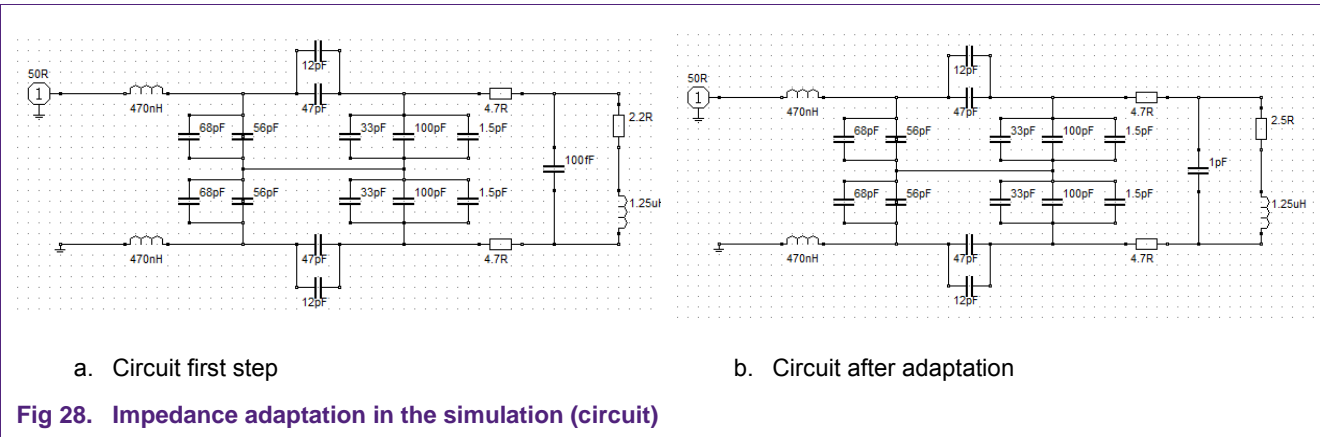 12pF
50R
1
470nH
47pF
4.7R
2.2R
68pF 56pF 33pF 100pF 1.5pF
100fF
68pF 56pF 33pF 100pF 1.5pF
1.25uH
470nH
47pF
4.7R
12pF
12pF
50R
1
470nH
47pF
4.7R
2.5R
68pF 56pF 33pF 100pF 1.5pF
1pF
68pF 56pF 33pF 100pF 1.5pF
1.25uH
470nH
47pF
4.7R
12pF
a. Circuit first step
b. Circuit after adaptation
Fig 28. Impedance adaptation in the simulation (circuit)